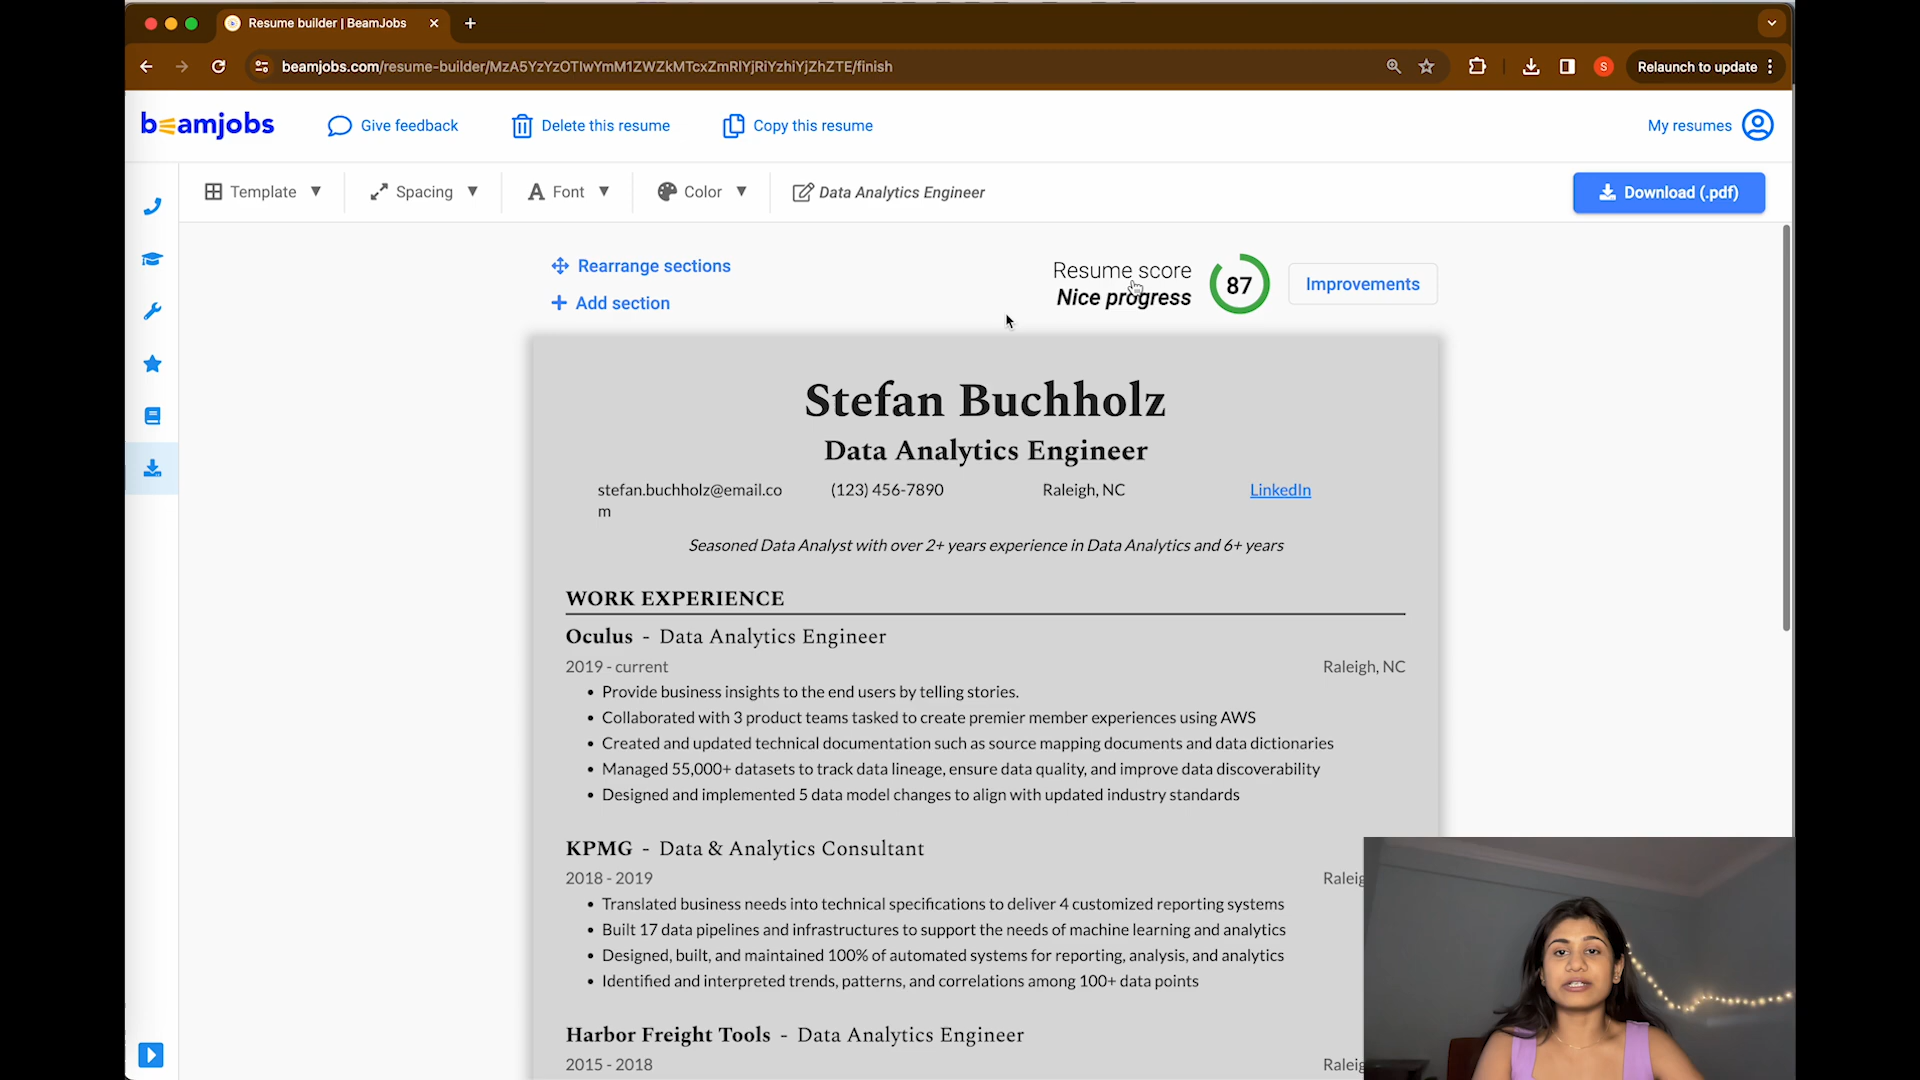 Resume builder | BeamJobs
beamjobs.com/resume-builder/MzA5YzYzOTIwYmM1ZWZkMTcxZmRlYjRiYzhiYjZhZTE/finish
S
Relaunch to update
beamjobs
Give feedback
Delete this resume
Copy this resume
My resumes
Template
Spacing
Font
Color
Data Analytics Engineer
Download (.pdf)
Rearrange sections
Add section
Resume score
Nice progress
87
Improvements
Stefan Buchholz
Data Analytics Engineer
stefan.buchholz@email.co
m
(123) 456-7890
Raleigh, NC
LinkedIn
Seasoned Data Analyst with over 2+ years experience in Data Analytics and 6+ years
WORK EXPERIENCE
Oculus - Data Analytics Engineer
2019 - current
Raleigh, NC
• Provide business insights to the end users by telling stories.
• Collaborated with 3 product teams tasked to create premier member experiences using AWS
• Created and updated technical documentation such as source mapping documents and data dictionaries
• Managed 55,000+ datasets to track data lineage, ensure data quality, and improve data discoverability
• Designed and implemented 5 data model changes to align with updated industry standards
KPMG - Data & Analytics Consultant
2018 - 2019
Raleig
• Translated business needs into technical specifications to deliver 4 customized reporting systems
• Built 17 data pipelines and infrastructures to support the needs of machine learning and analytics
• Designed, built, and maintained 100% of automated systems for reporting, analysis, and analytics
• Identified and interpreted trends, patterns, and correlations among 100+ data points
Harbor Freight Tools - Data Analytics Engineer
2015 - 2018
Raleig